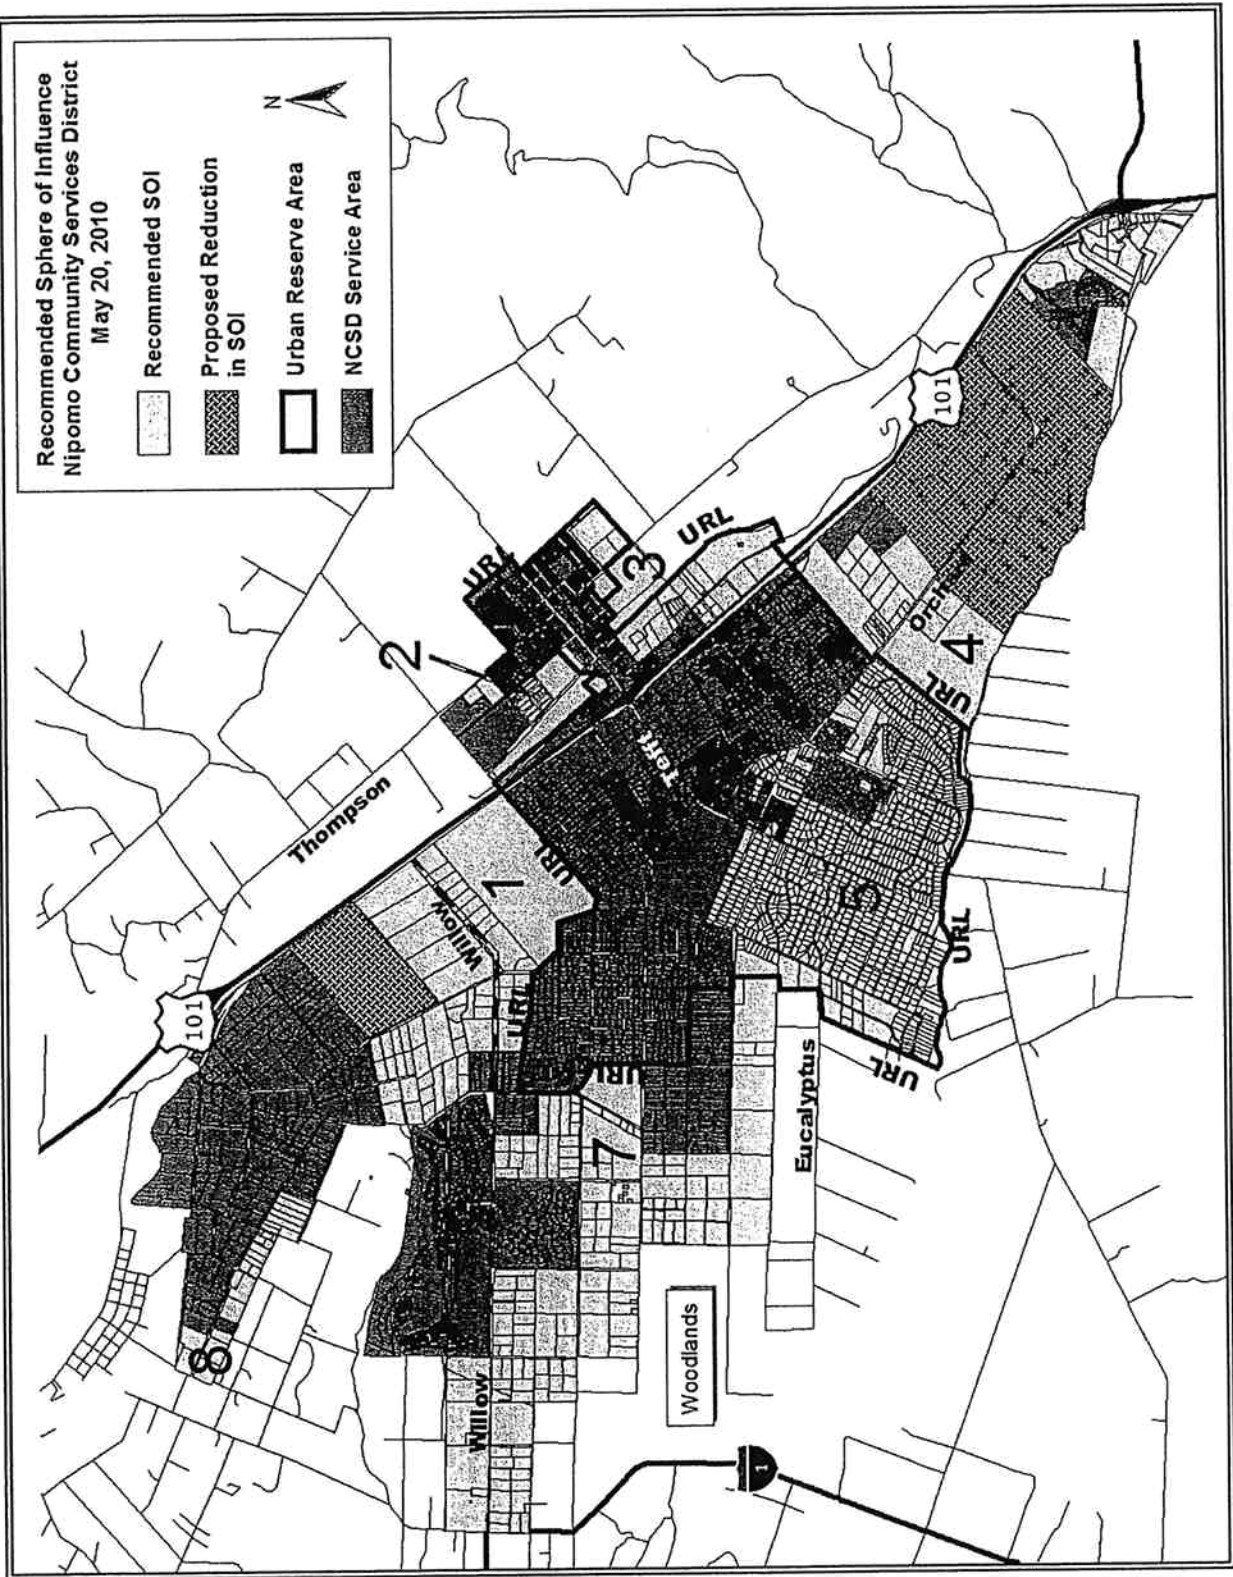 Recommended Sphere of Influence
Nipomo Community Services District
May 20, 2010
N
Recommended SOI
Proposed Reduction
in SOI
Urban Reserve Area
NCSD Service Area
101
Thompson
2
URL
3
URL
101
Willow
1
URL
Tefft
4
URL
URL
URL
7
5
URL
URL
Eucalyptus
8
Willow
Woodlands
1